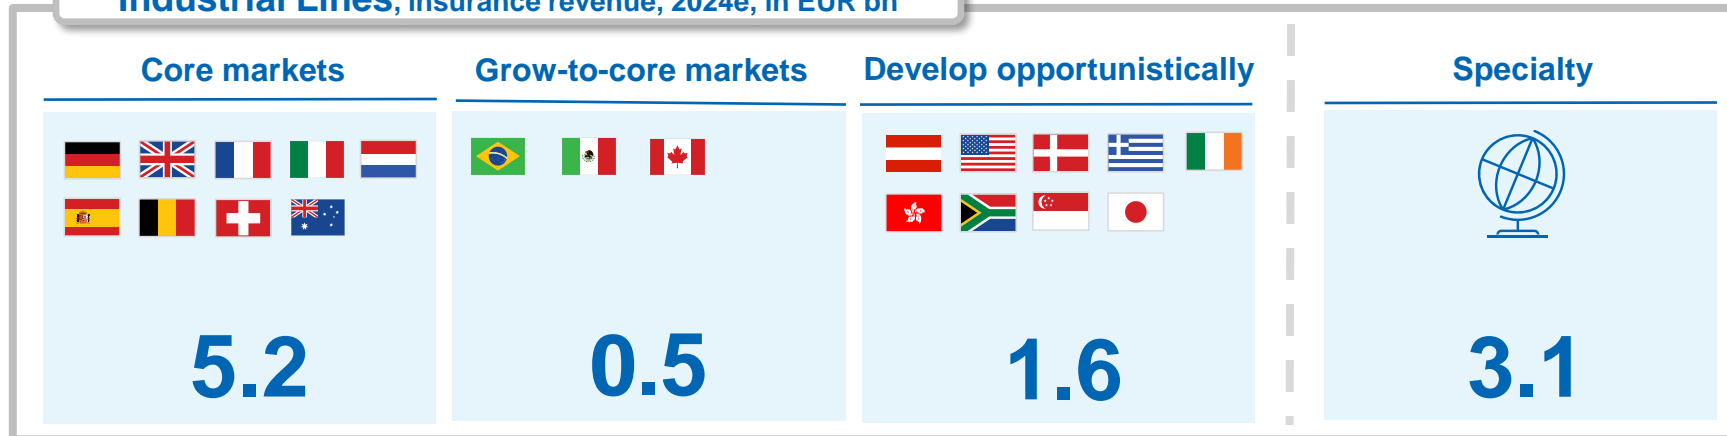 Industrial Lines, insurance revenue, 2024e, in EUR bn
Core markets
Grow-to-core markets
Develop opportunistically
Specialty
5.2
0.5
1.6
3.1